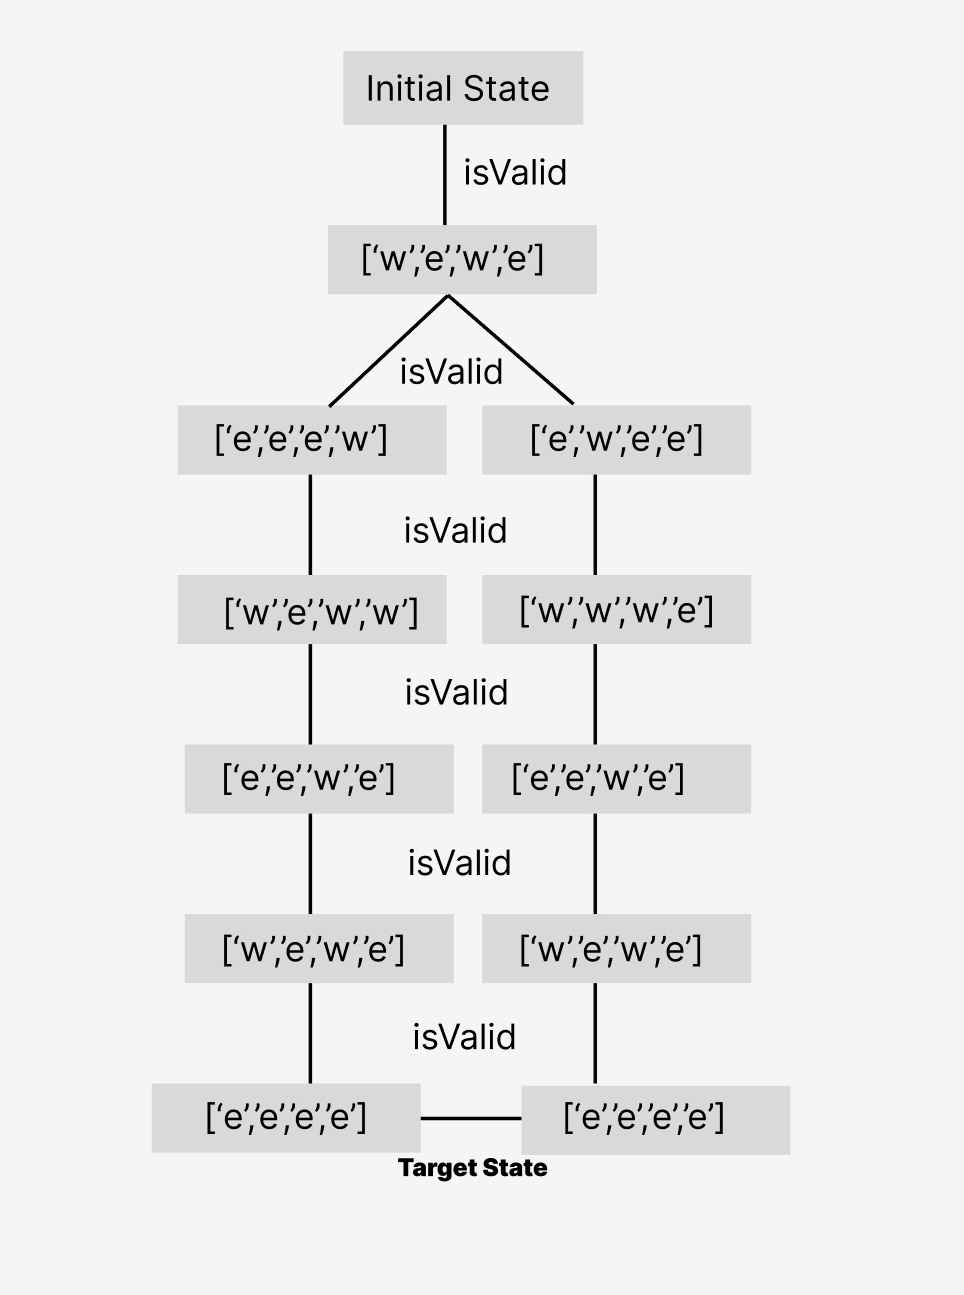 Initial State
isValid
[‘w’,’e’,’w’,’e’]
isValid
[‘e’,’e’,’e’,’w’]
[‘e’,’w’,’e’,’e’]
isValid
[‘w’,’e’,’w’,’w’]
[‘w’,’w’,’w’,’e’]
isValid
[‘e’,’e’,’w’,’e’]
[‘e’,’e’,’w’,’e’]
isValid
[‘w’,’e’,’w’,’e’]
[‘w’,’e’,’w’,’e’]
isValid
[‘e’,’e’,’e’,’e’]
[‘e’,’e’,’e’,’e’]
Target State